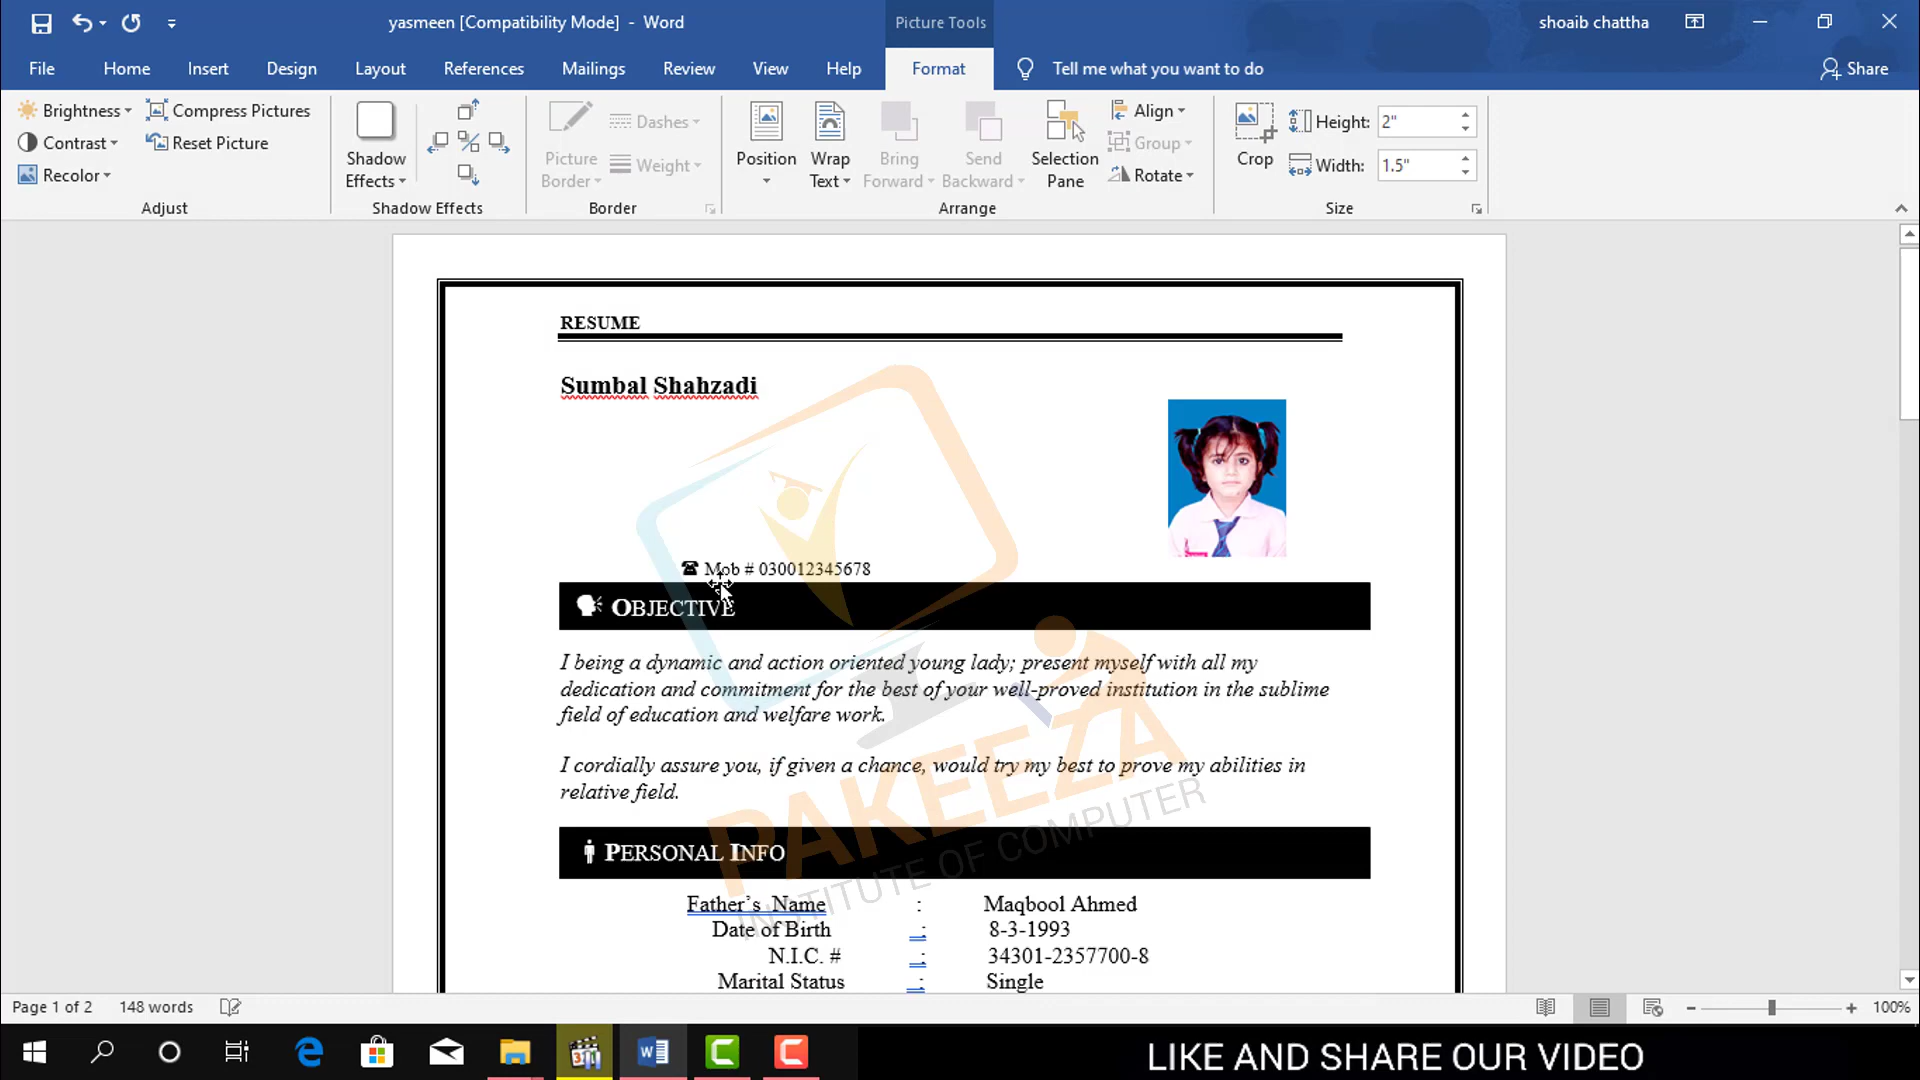 yasmeen [Compatibility Mode] - Word
Picture Tools
shoaib chattha
File Home Insert Design Layout References Mailings Review View Help Format Tell me what you want to do Share
Brightness
Contrast
Recolor
Compress Pictures
Reset Picture
Adjust
Shadow
Effects
Shadow Effects
Picture
Border
Dashes
Weight
Border
Position
Wrap
Text
Bring
Forward
Send
Backward
Selection
Pane
Align
Group
Rotate
Arrange
Crop
Height: 2"
Width: 1.5"
Size
RESUME
Sumbal Shahzadi
Mob # 030012345678
OBJECTIVE
I being a dynamic and action oriented young lady; present myself with all my
dedication and commitment for the best of your well-proved institution in the sublime
field of education and welfare work.
I cordially assure you, if given a chance, would try my best to prove my abilities in
relative field.
PAKEEZA
INSTITUTE OF COMPUTER
PERSONAL INFO
Father's Name : Maqbool Ahmed
Date of Birth : 8-3-1993
N.I.C. # : 34301-2357700-8
Marital Status : Single
Page 1 of 2 148 words
100%
LIKE AND SHARE OUR VIDEO